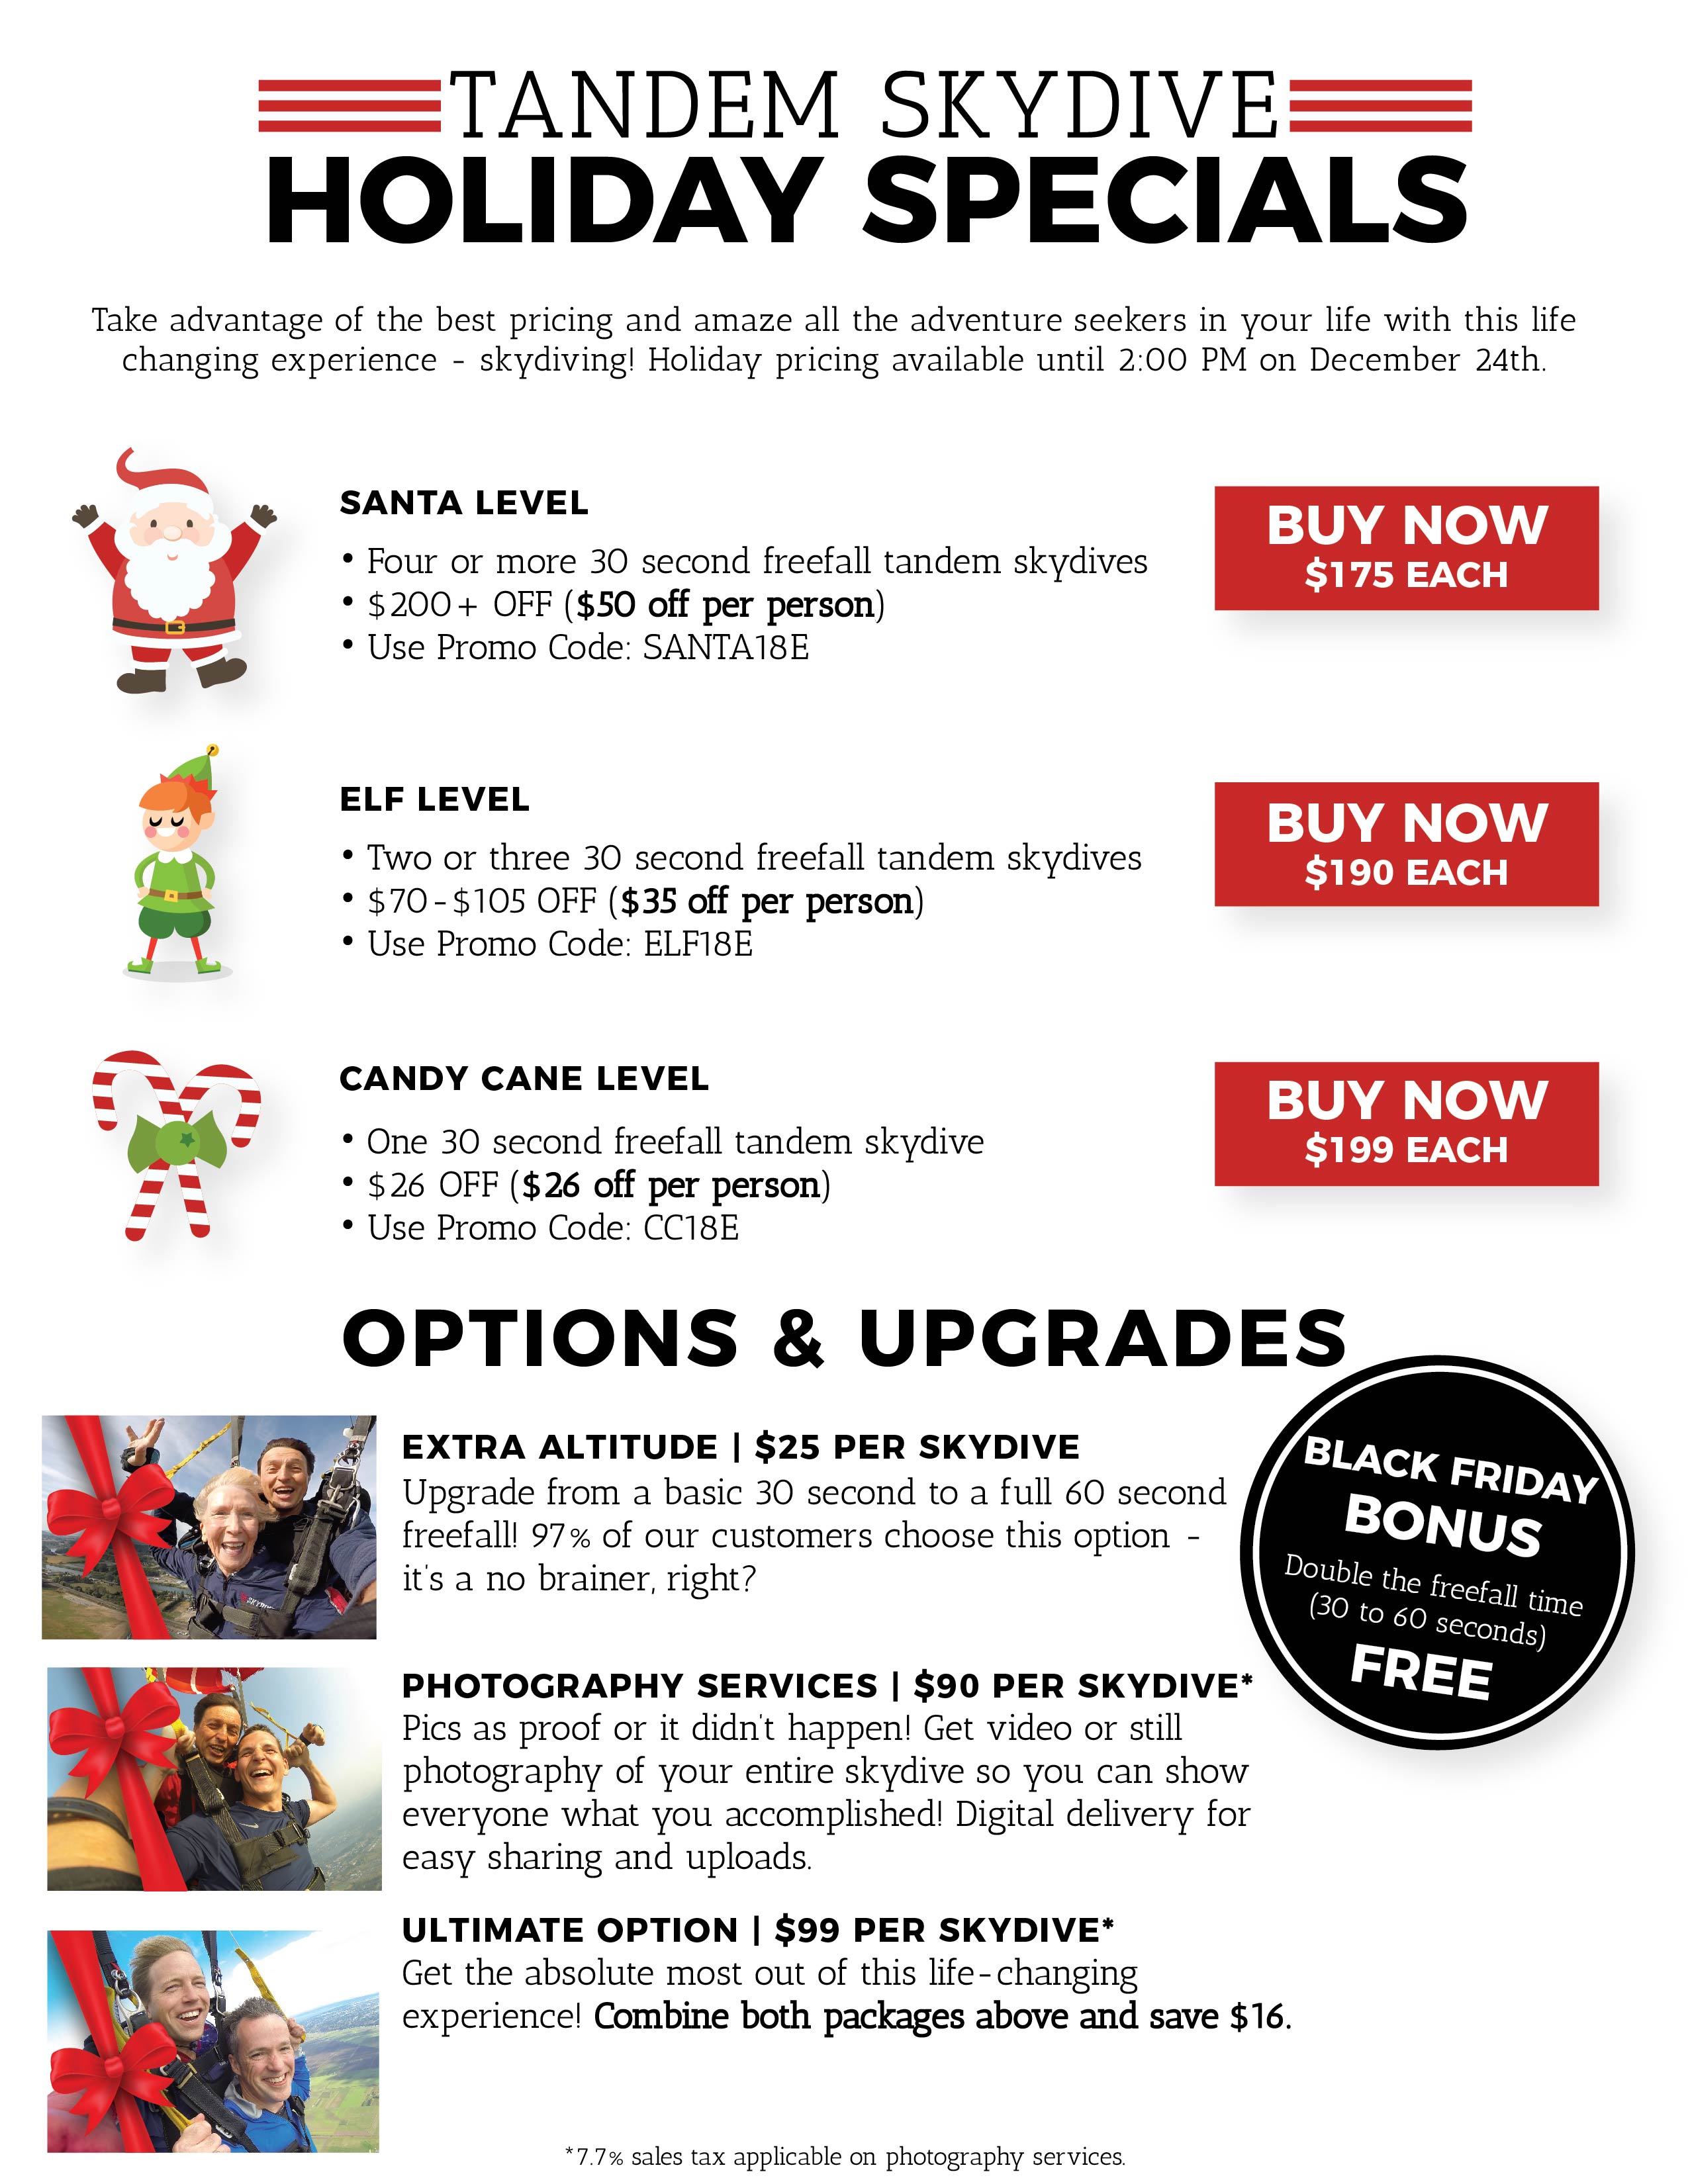 TANDEM SKYDIVE
HOLIDAY SPECIALS
Take advantage of the best pricing and amaze all the adventure seekers in your life with this life
changing experience - skydiving! Holiday pricing available until 2:00 PM on December 24th.
SANTA LEVEL
• Four or more 30 second freefall tandem skydives
• $200+ OFF ($50 off per person)
• Use Promo Code: SANTA18E
BUY NOW
$175 EACH
ELF LEVEL
• Two or three 30 second freefall tandem skydives
• $70-$105 OFF ($35 off per person)
• Use Promo Code: ELF18E
BUY NOW
$190 EACH
CANDY CANE LEVEL
• One 30 second freefall tandem skydive
• $26 OFF ($26 off per person)
• Use Promo Code: CC18E
BUY NOW
$199 EACH
OPTIONS & UPGRADES
EXTRA ALTITUDE | $25 PER SKYDIVE
Upgrade from a basic 30 second to a full 60 second
freefall! 97% of our customers choose this option -
it's a no brainer, right?
BLACK FRIDAY
BONUS
Double the freefall time
(30 to 60 seconds)
FREE
PHOTOGRAPHY SERVICES | $90 PER SKYDIVE*
Pics as proof or it didn't happen! Get video or still
photography of your entire skydive so you can show
everyone what you accomplished! Digital delivery for
easy sharing and uploads.
ULTIMATE OPTION | $99 PER SKYDIVE*
Get the absolute most out of this life-changing
experience! Combine both packages above and save $16.
*7.7% sales tax applicable on photography services.